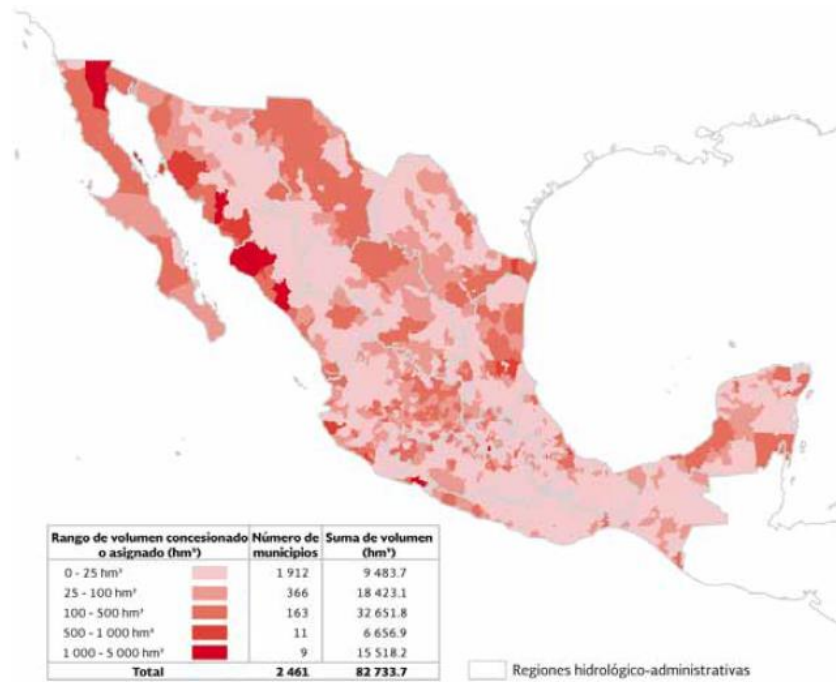 Rango de volumen concesionado Número de Suma de volumen
o asignado (hm³) municipios (hm³)
0 - 25 hm³ 1 912 9 483.7
25 - 100 hm³ 366 18 423.1
100 - 500 hm³ 163 32 651.8
500 - 1 000 hm³ 11 6 656.9
1 000 - 5 000 hm³ 9 15 518.2
Total 2 461 82 733.7
Regiones hidrológico-administrativas